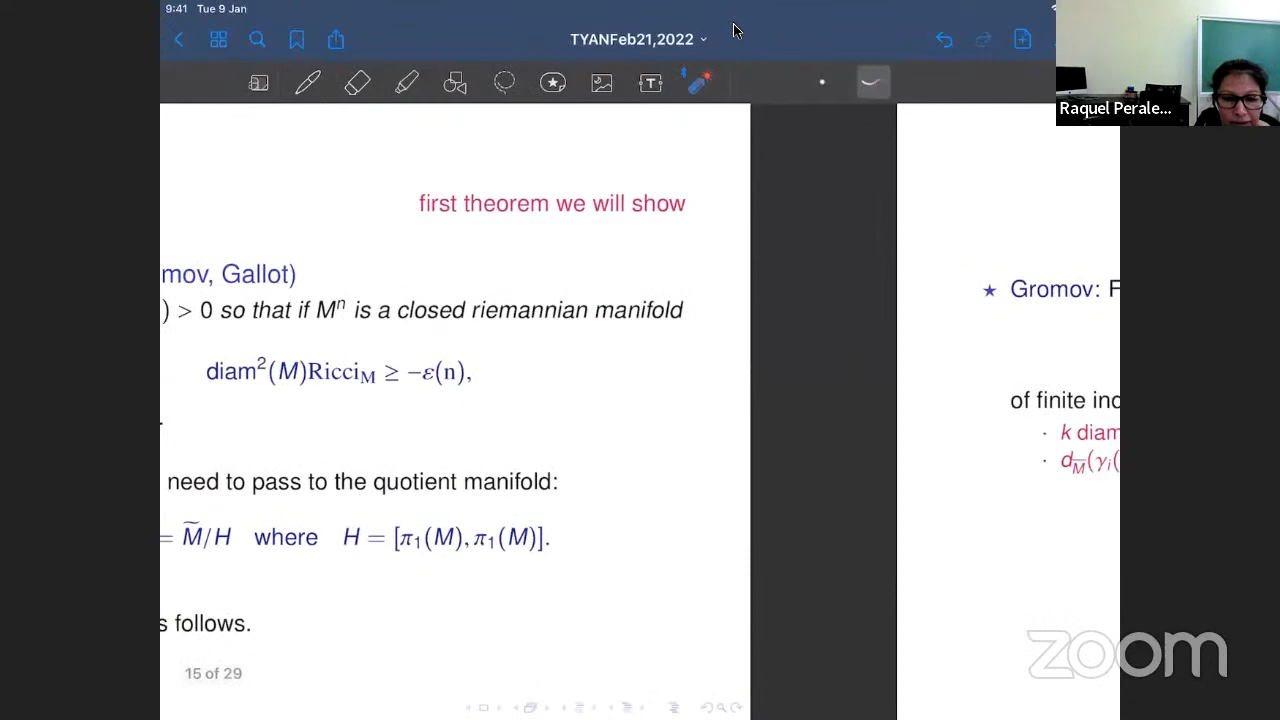 9:41 Tue 9 Jan
TYANFeb21,2022
Raquel Perale...
first theorem we will show
mov, Gallot)
) > 0 so that if Mⁿ is a closed riemannian manifold
diam²(M)Ricci_M ≥ −ε(n),
need to pass to the quotient manifold:
= M̃/H where H = [π₁(M), π₁(M)].
s follows.
15 of 29
★ Gromov: F
of finite ind
· k diam
· d_M̅(γᵢ(
zoom